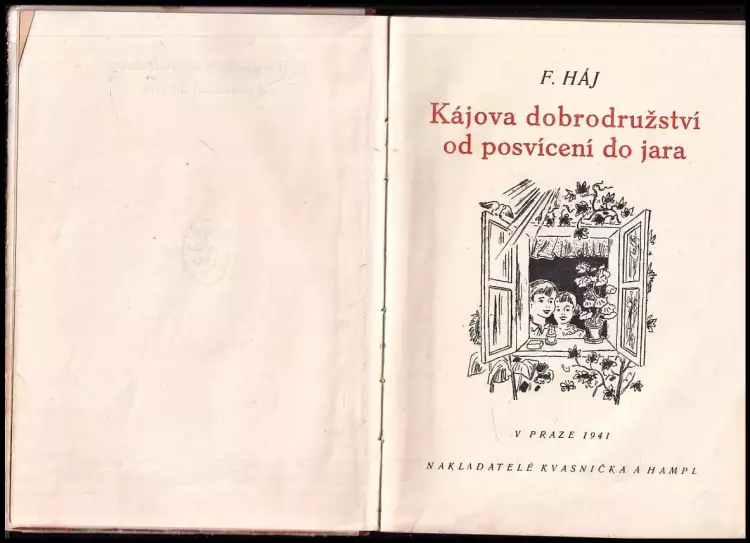 F. HÁJ
Kájova dobrodružství
od posvícení do jara
V PRAZE 1941
NAKLADATELÉ KVASNIČKA A HAMPL